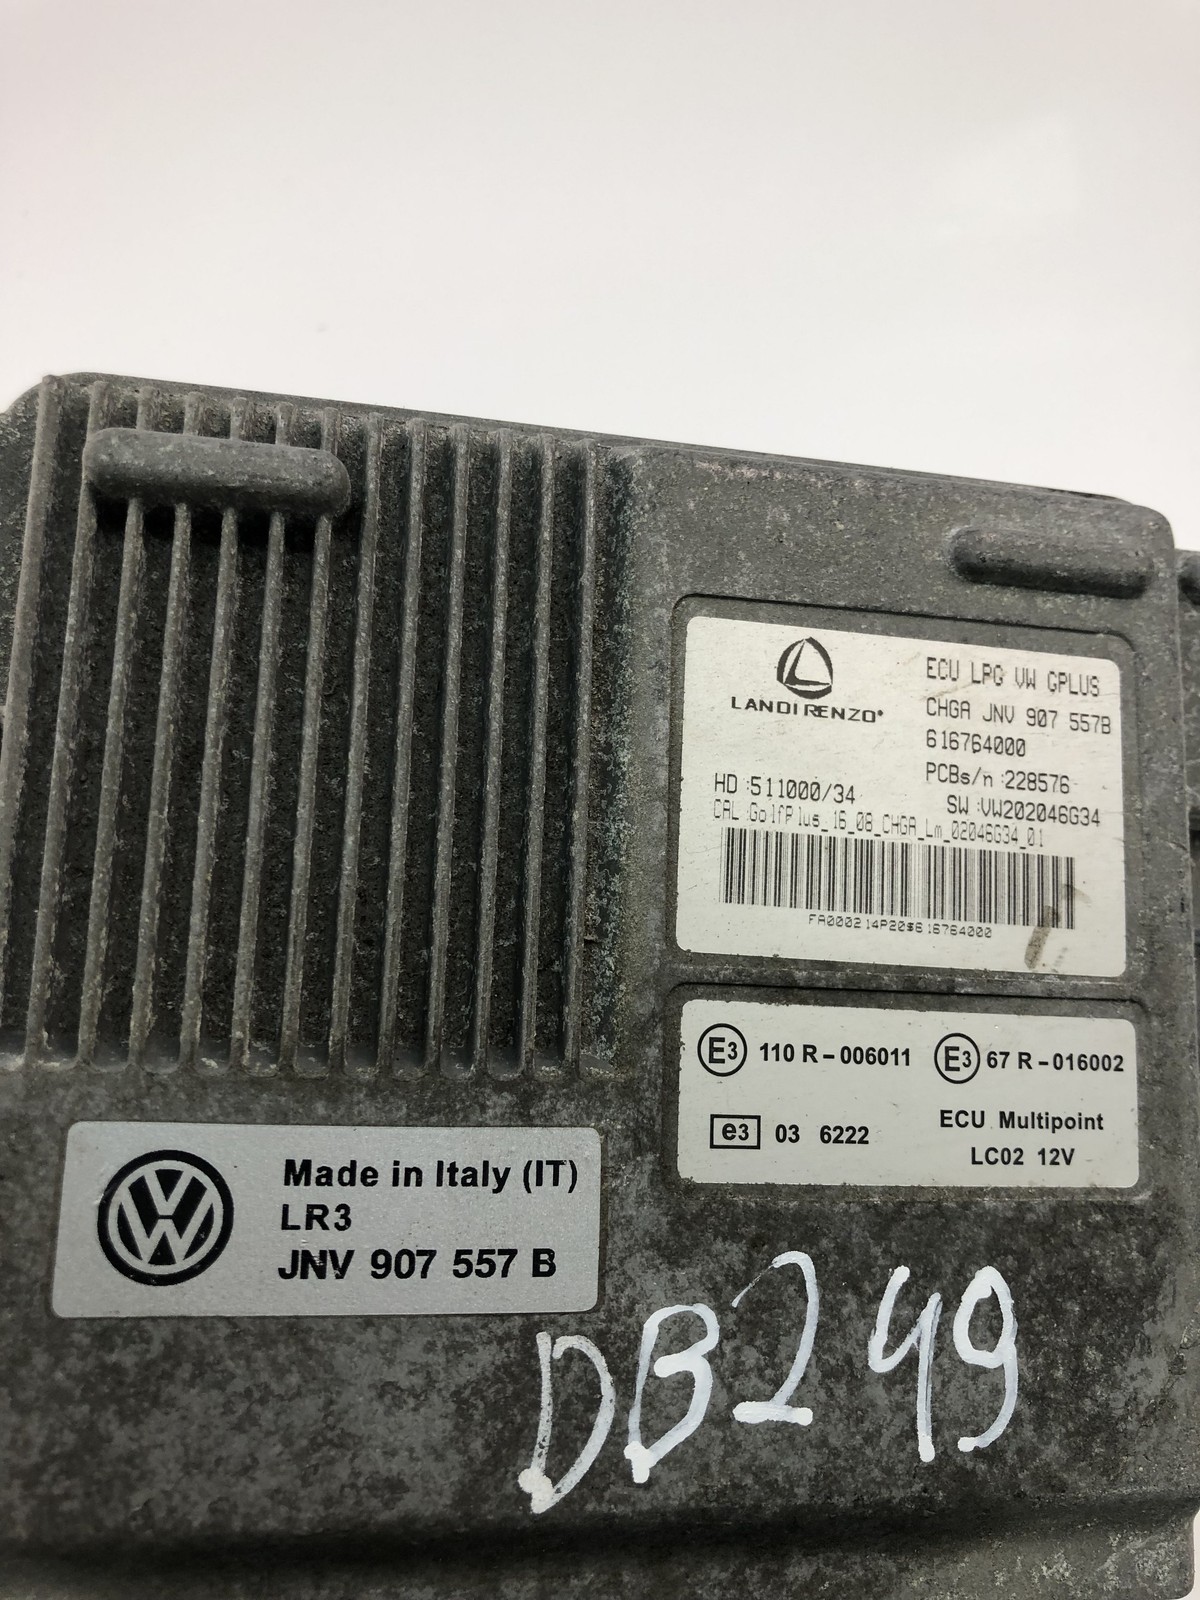 LANDIRENZO®
ECU LPG VW GPLUS
CHGA JNV 907 557B
616764000
PCBs/n :228576
HD :511000/34
SW :VW202046G34
CAL :GolfPlus_16_08_CHGA_Lm_02046G34_01
FA000214P20$616764000
E3 110 R-006011 E3 67 R-016002
e3 03 6222
ECU Multipoint
LC02 12V
VW
Made in Italy (IT)
LR3
JNV 907 557 B
DB249